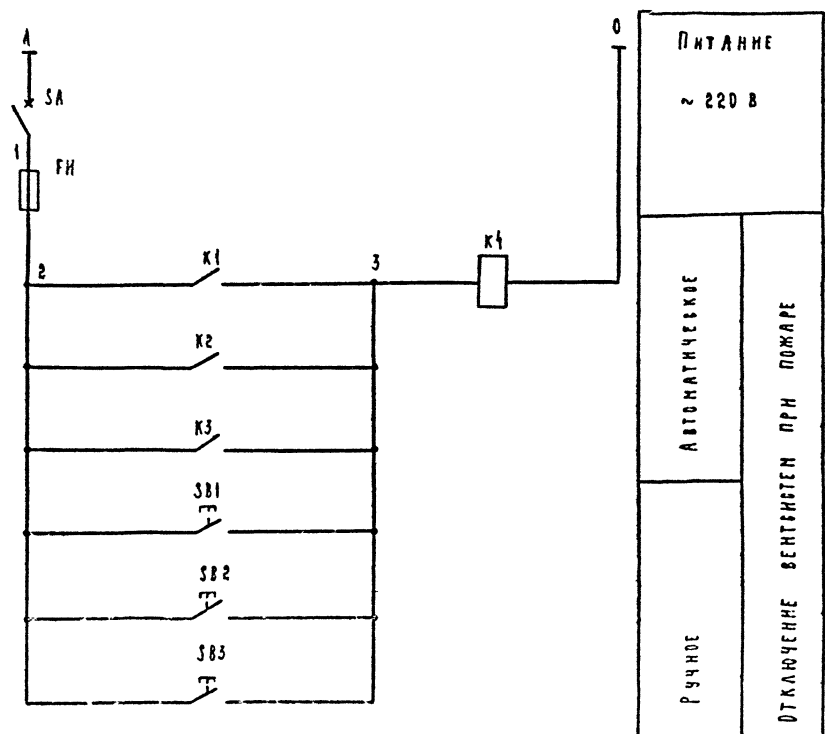 А
0
Питание
~ 220 В
SA
1
FU
2
K1
3
K4
K2
K3
SB1
SB2
SB3
Автоматическое
Ручное
Отключение вентсистем при пожаре